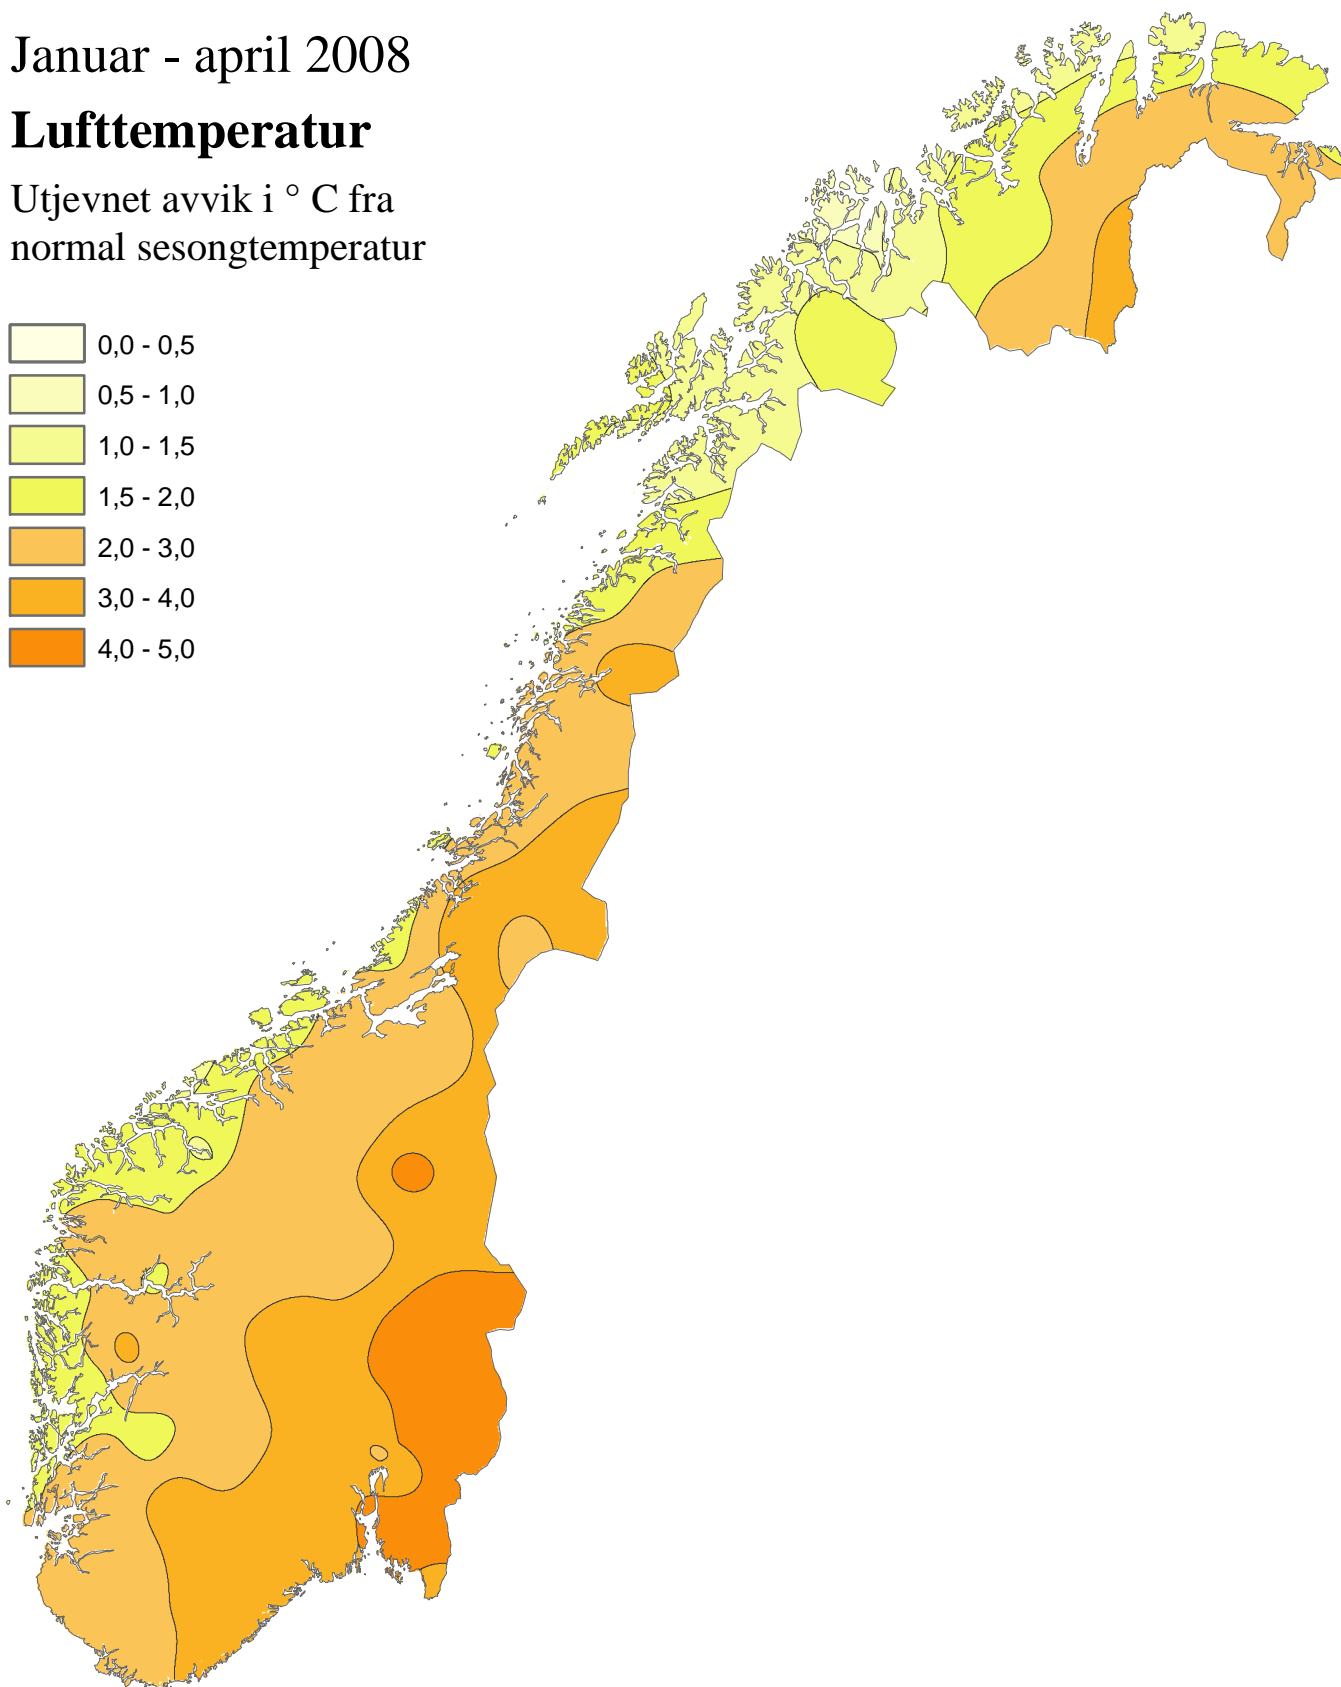 Januar - april 2008
Lufttemperatur
Utjevnet avvik i ° C fra
normal sesongtemperatur
0,0 - 0,5
0,5 - 1,0
1,0 - 1,5
1,5 - 2,0
2,0 - 3,0
3,0 - 4,0
4,0 - 5,0